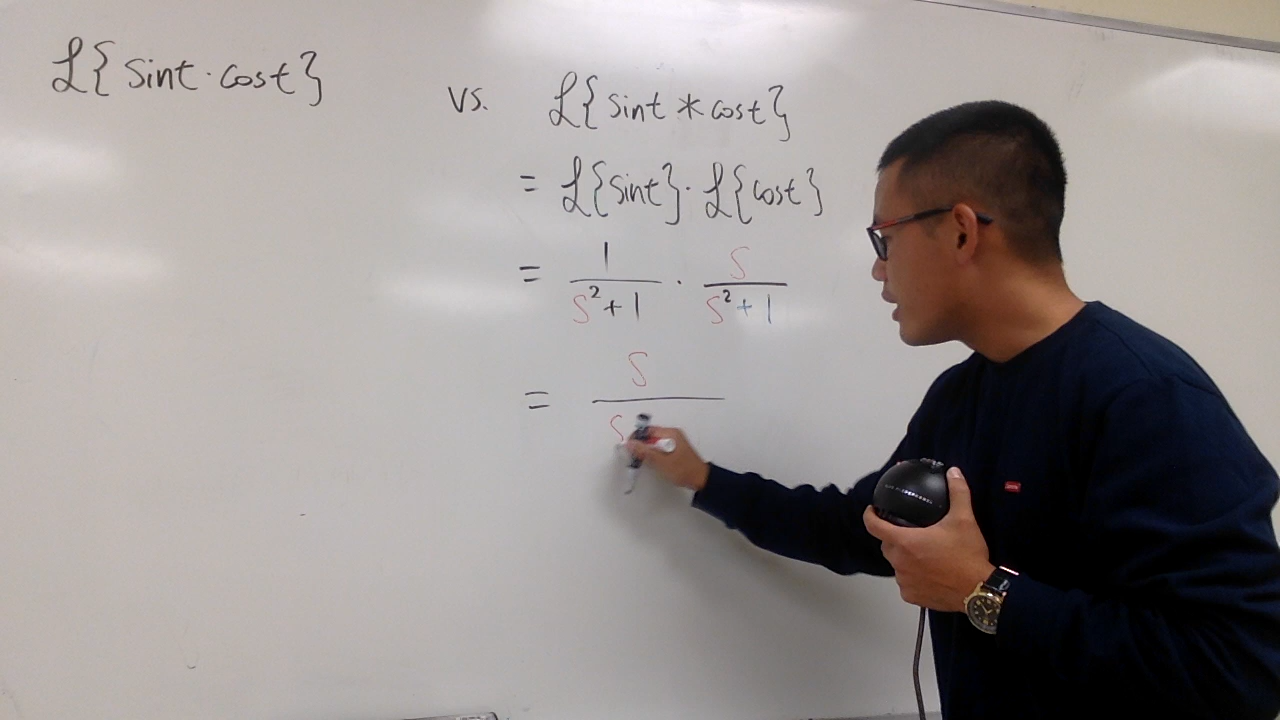 ℒ{sint·cost}
vs. ℒ{sint*cost}
= ℒ{sint}·ℒ{cost}
= 1/(s²+1) · s/(s²+1)
= s/s